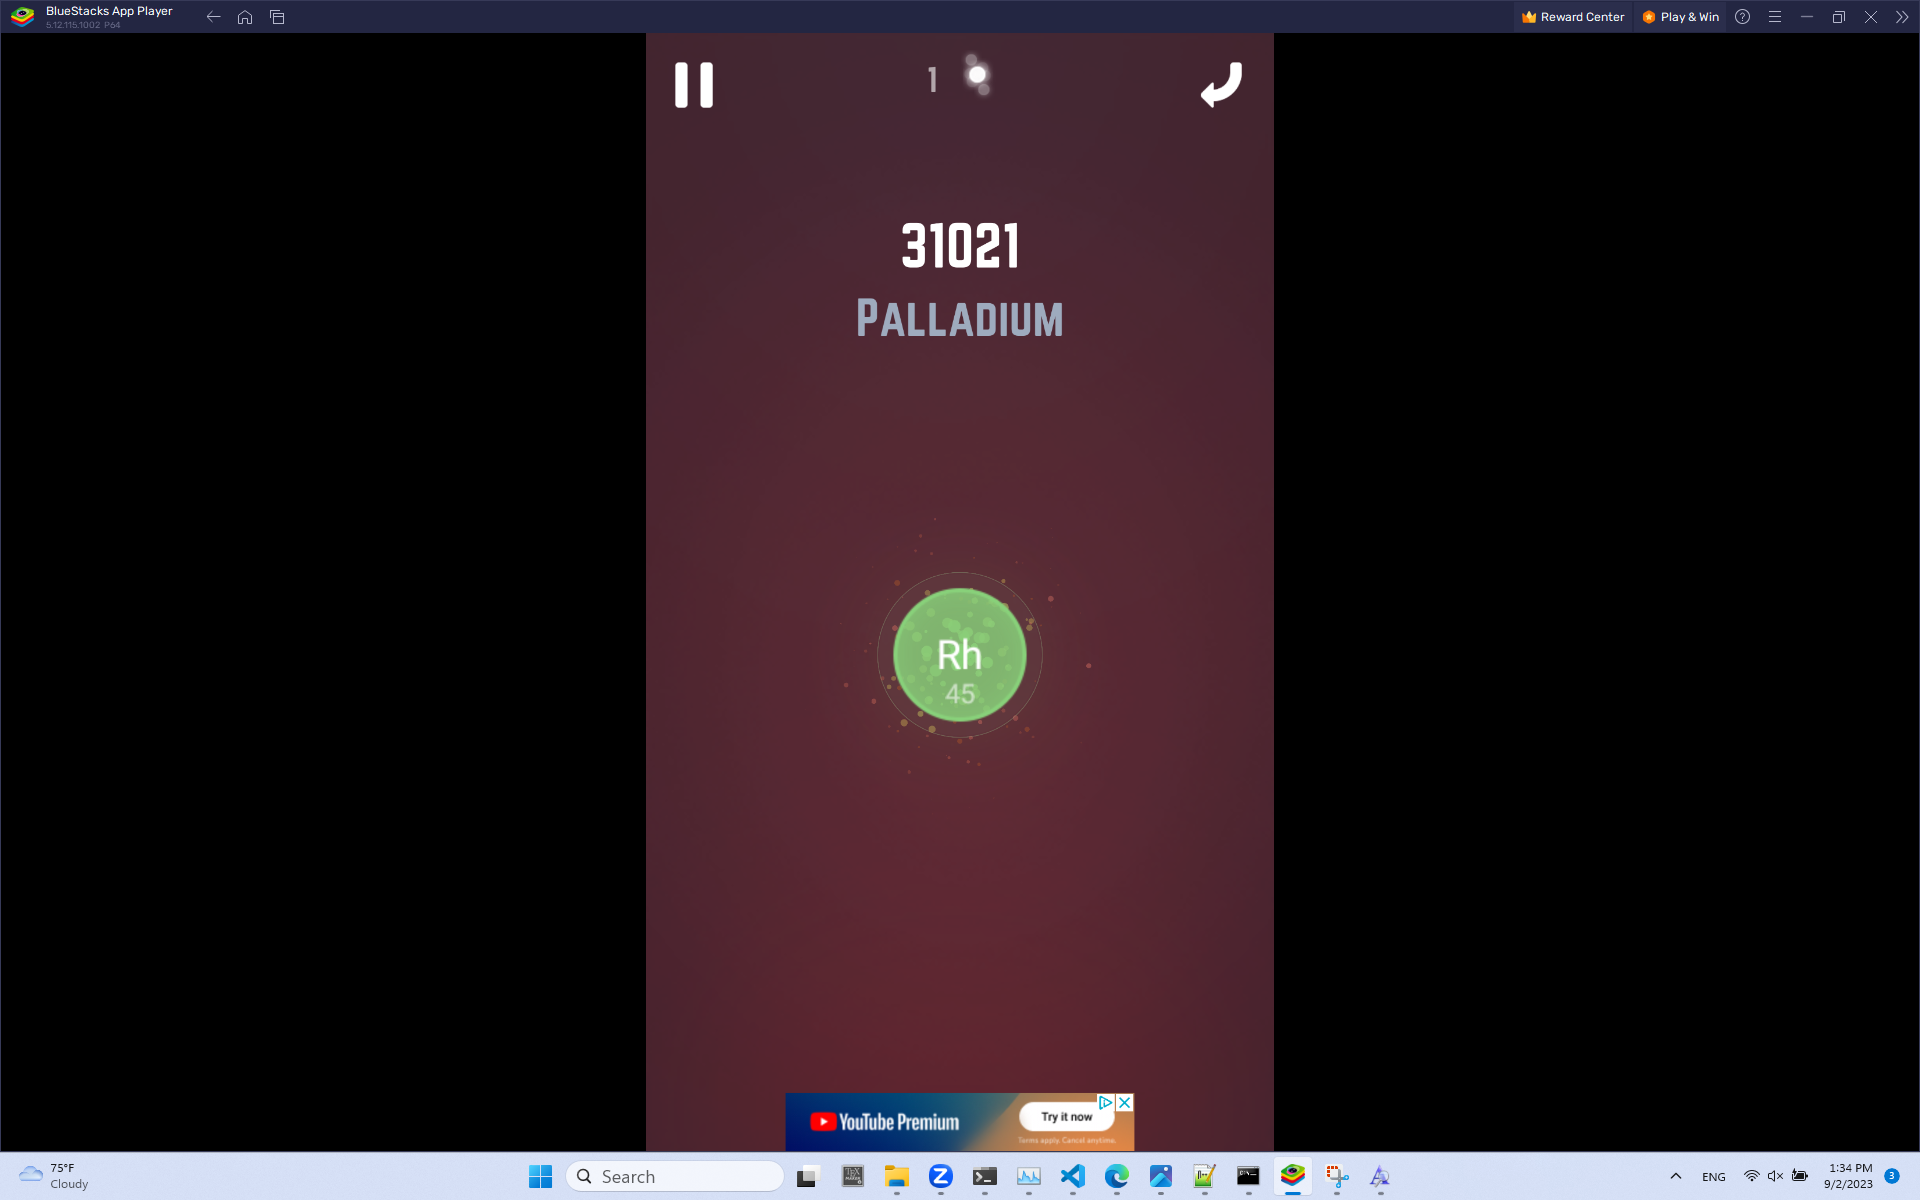 BlueStacks App Player
5.12.115.1002 P64
Reward Center
Play & Win
1
31021
PALLADIUM
Rh
45
YouTube Premium
Try it now
Terms apply. Cancel anytime.
75°F
Cloudy
Search
ENG
1:34 PM
9/2/2023
3